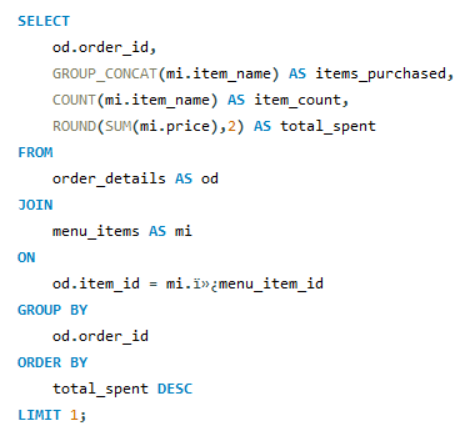 SELECT
od.order_id,
GROUP_CONCAT(mi.item_name) AS items_purchased,
COUNT(mi.item_name) AS item_count,
ROUND(SUM(mi.price),2) AS total_spent
FROM
order_details AS od
JOIN
menu_items AS mi
ON
od.item_id = mi.ï»¿menu_item_id
GROUP BY
od.order_id
ORDER BY
total_spent DESC
LIMIT 1;